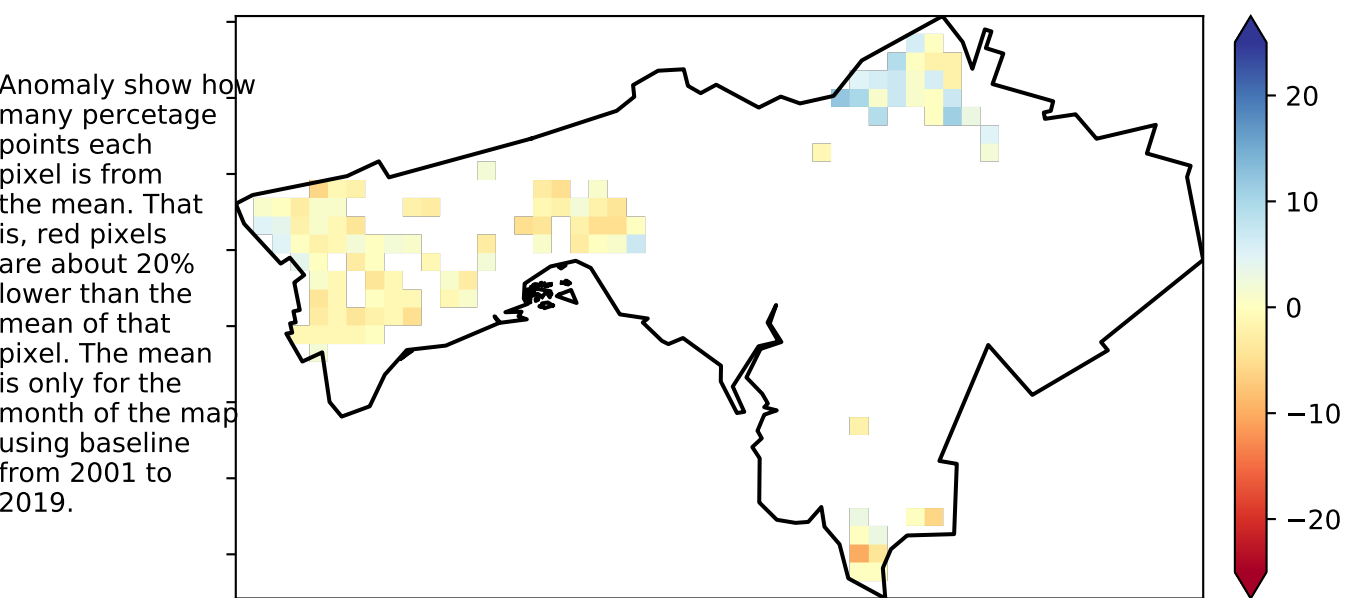 Anomaly show how
many percetage
points each
pixel is from
the mean. That
is, red pixels
are about 20%
lower than the
mean of that
pixel. The mean
is only for the
month of the map
using baseline
from 2001 to
2019.
20
10
0
−10
−20